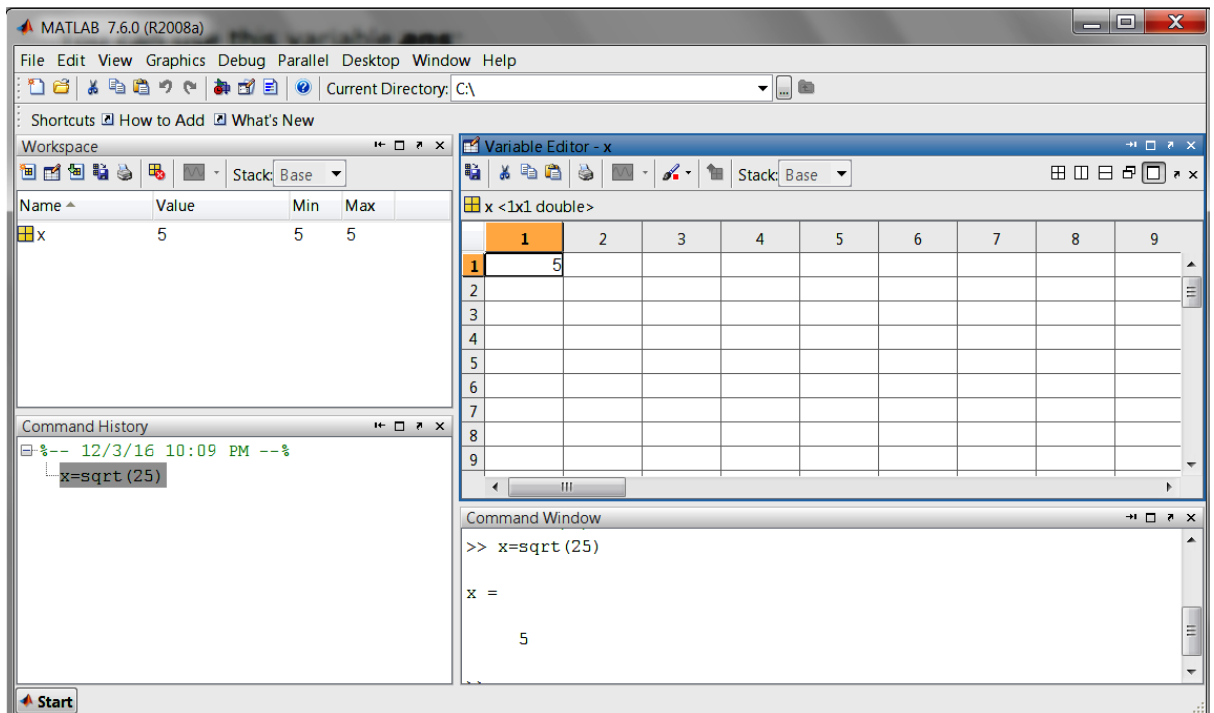 MATLAB 7.6.0 (R2008a)
File Edit View Graphics Debug Parallel Desktop Window Help
Current Directory: C:\
Shortcuts How to Add What's New
Workspace
Stack: Base
Name Value Min Max
x 5 5 5
Command History
%-- 12/3/16 10:09 PM --%
x=sqrt(25)
Variable Editor - x
Stack: Base
x <1x1 double>
1 2 3 4 5 6 7 8 9
1 5
2
3
4
5
6
7
8
9
Command Window
>> x=sqrt(25)
x =
5
>>
Start